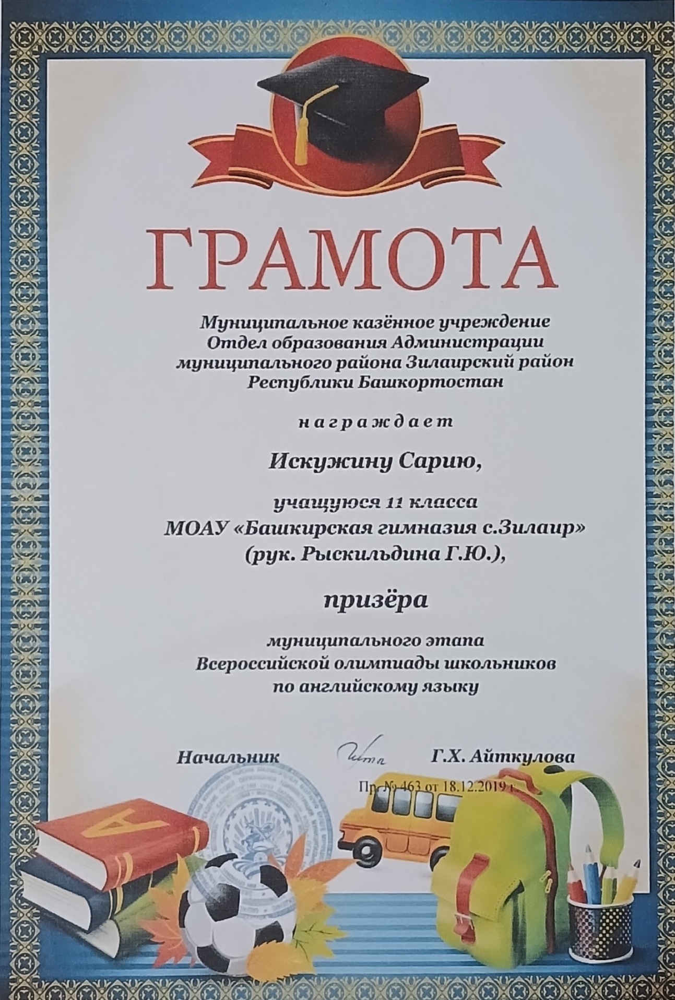 ГРАМОТА
Муниципальное казённое учреждение
Отдел образования Администрации
муниципального района Зилаирский район
Республики Башкортостан
награждает
Искужину Сарию,
учащуюся 11 класса
МОАУ «Башкирская гимназия с.Зилаир»
(рук. Рыскильдина Г.Ю.),
призёра
муниципального этапа
Всероссийской олимпиады школьников
по английскому языку
Начальник Г.Х. Айткулова
Пр. № 463 от 18.12.2019 г.
А